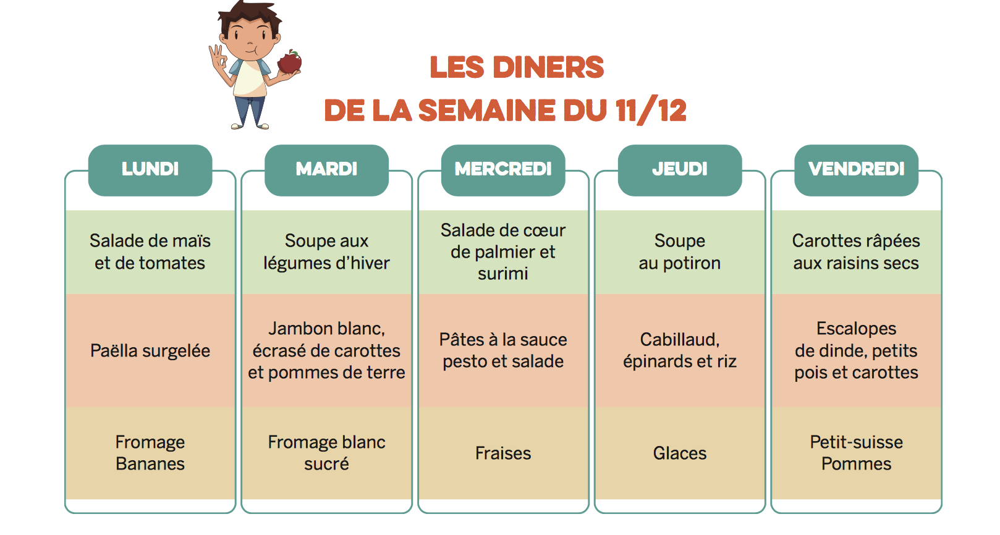 LES DINERS
DE LA SEMAINE DU 11/12
LUNDI
Salade de maïs
et de tomates
Paëlla surgelée
Fromage
Bananes
MARDI
Soupe aux
légumes d’hiver
Jambon blanc,
écrasé de carottes
et pommes de terre
Fromage blanc
sucré
MERCREDI
Salade de cœur
de palmier et
surimi
Pâtes à la sauce
pesto et salade
Fraises
JEUDI
Soupe
au potiron
Cabillaud,
épinards et riz
Glaces
VENDREDI
Carottes râpées
aux raisins secs
Escalopes
de dinde, petits
pois et carottes
Petit-suisse
Pommes